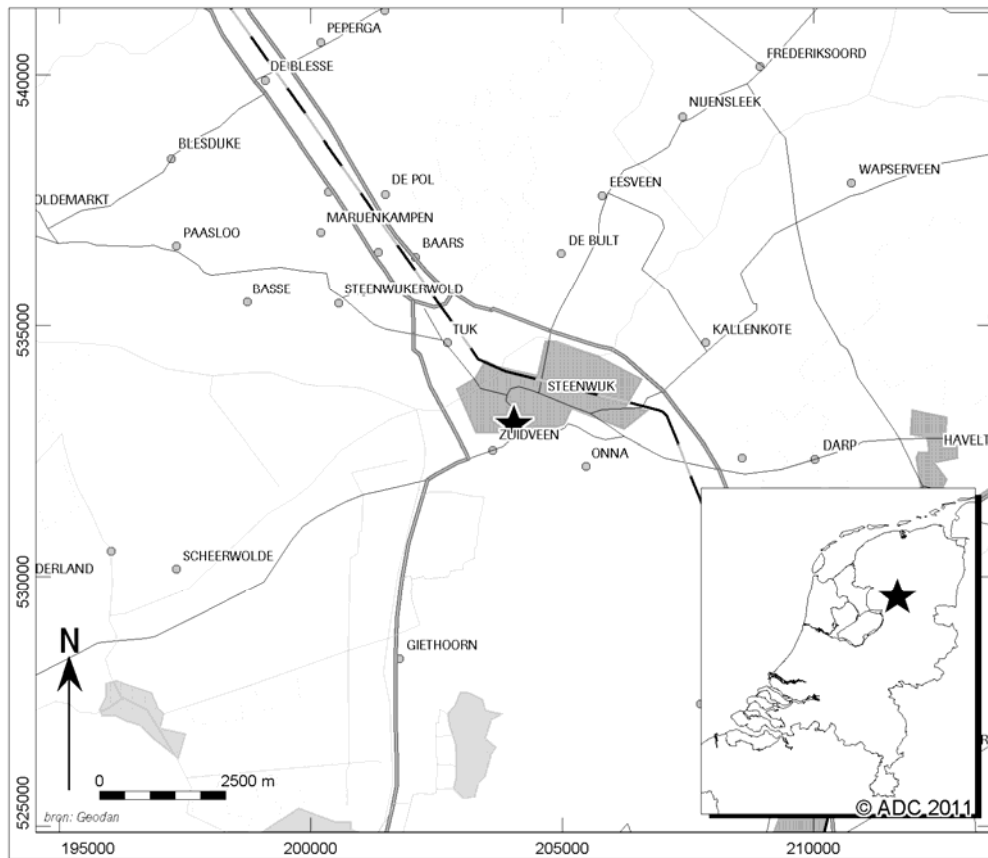 PEPERGA
FREDERIKSOORD
540000
DE BLESSE
NIJENSLEEK
BLESDIJKE
WAPSERVEEN
DE POL
EESVEEN
OLDEMARKT
MARIJENKAMPEN
PAASLOO
BAARS
DE BULT
BASSE
STEENWIJKERWOLD
535000
TUK
KALLENKOTE
STEENWIJK
ZUIDVEEN
DARP
HAVELT
ONNA
SCHEERWOLDE
DERLAND
530000
N
GIETHOORN
0
2500 m
525000
bron: Geodan
© ADC 2011
195000
200000
205000
210000